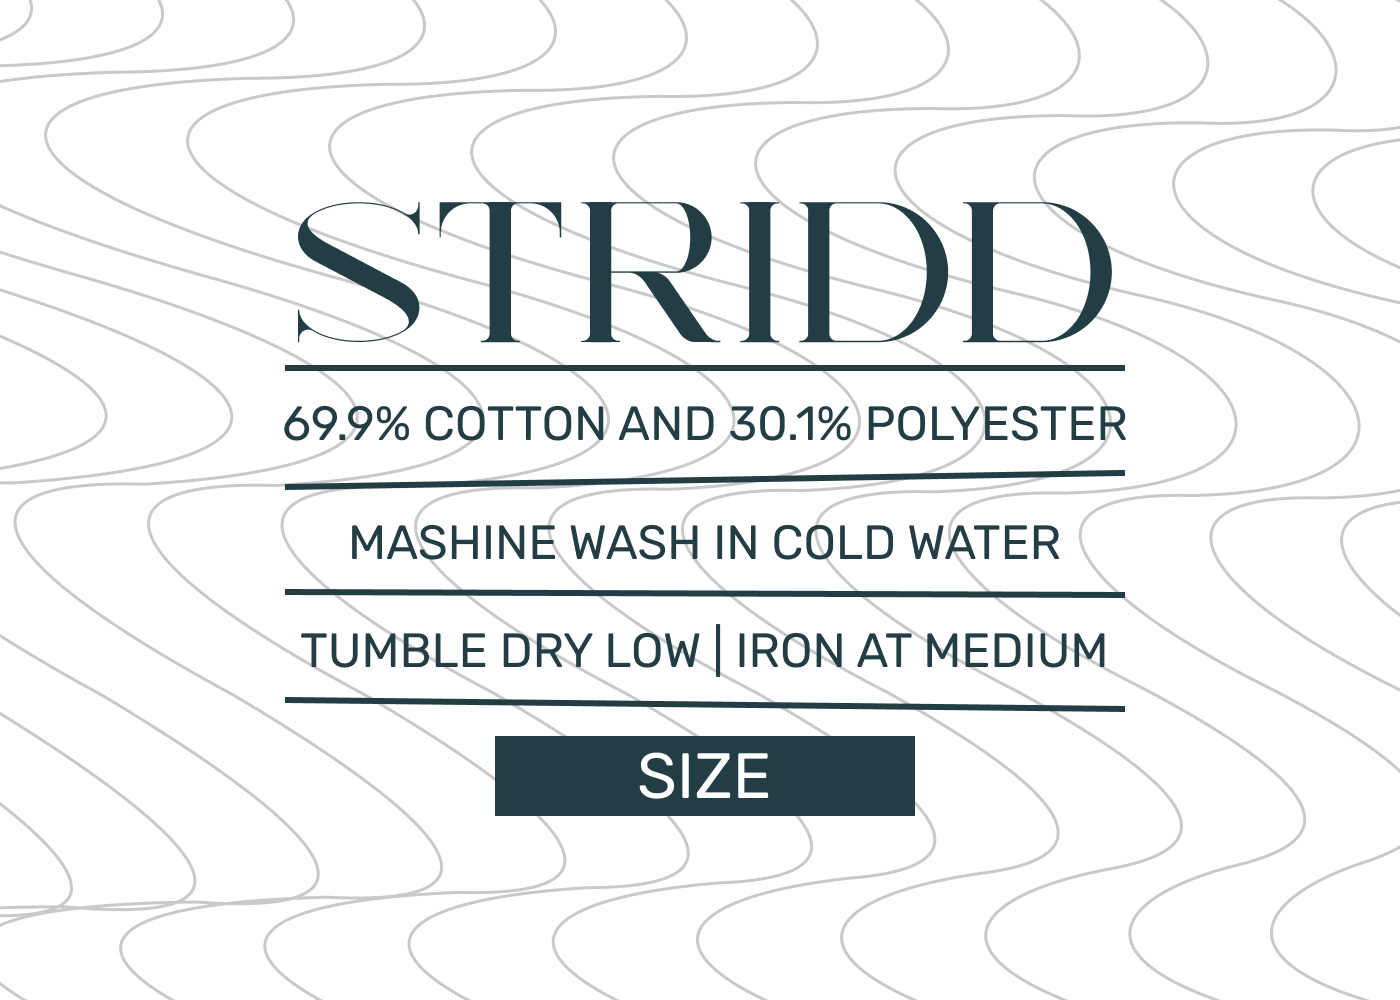 STRIDD
69.9% COTTON AND 30.1% POLYESTER
MASHINE WASH IN COLD WATER
TUMBLE DRY LOW | IRON AT MEDIUM
SIZE